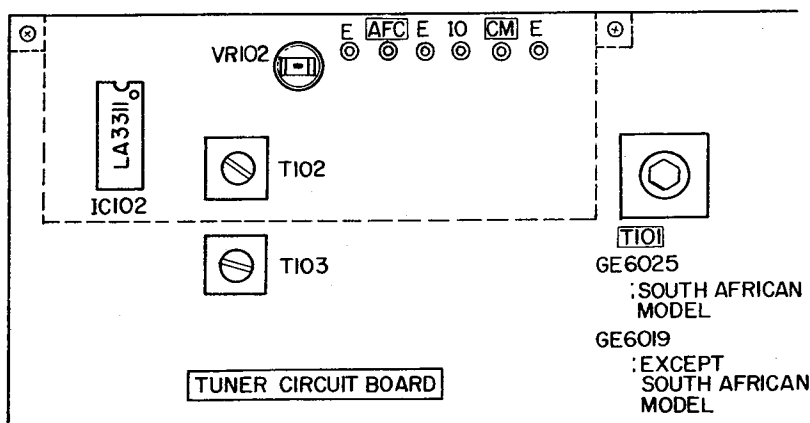 E AFC E IO CM E
VR102
LA3311
IC102
T102
T103
T101
GE6025
:SOUTH AFRICAN
MODEL
GE6019
:EXCEPT
SOUTH AFRICAN
MODEL
TUNER CIRCUIT BOARD